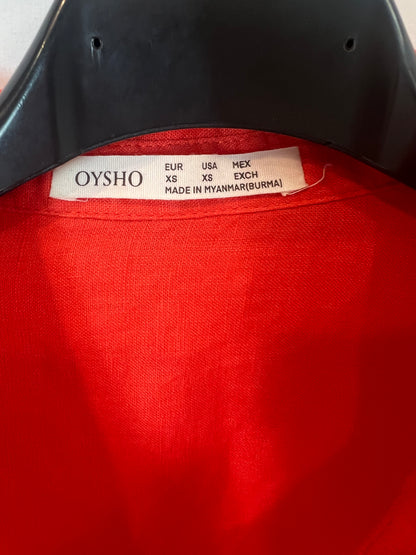 OYSHO
EUR USA MEX
XS XS EXCH
MADE IN MYANMAR(BURMA)